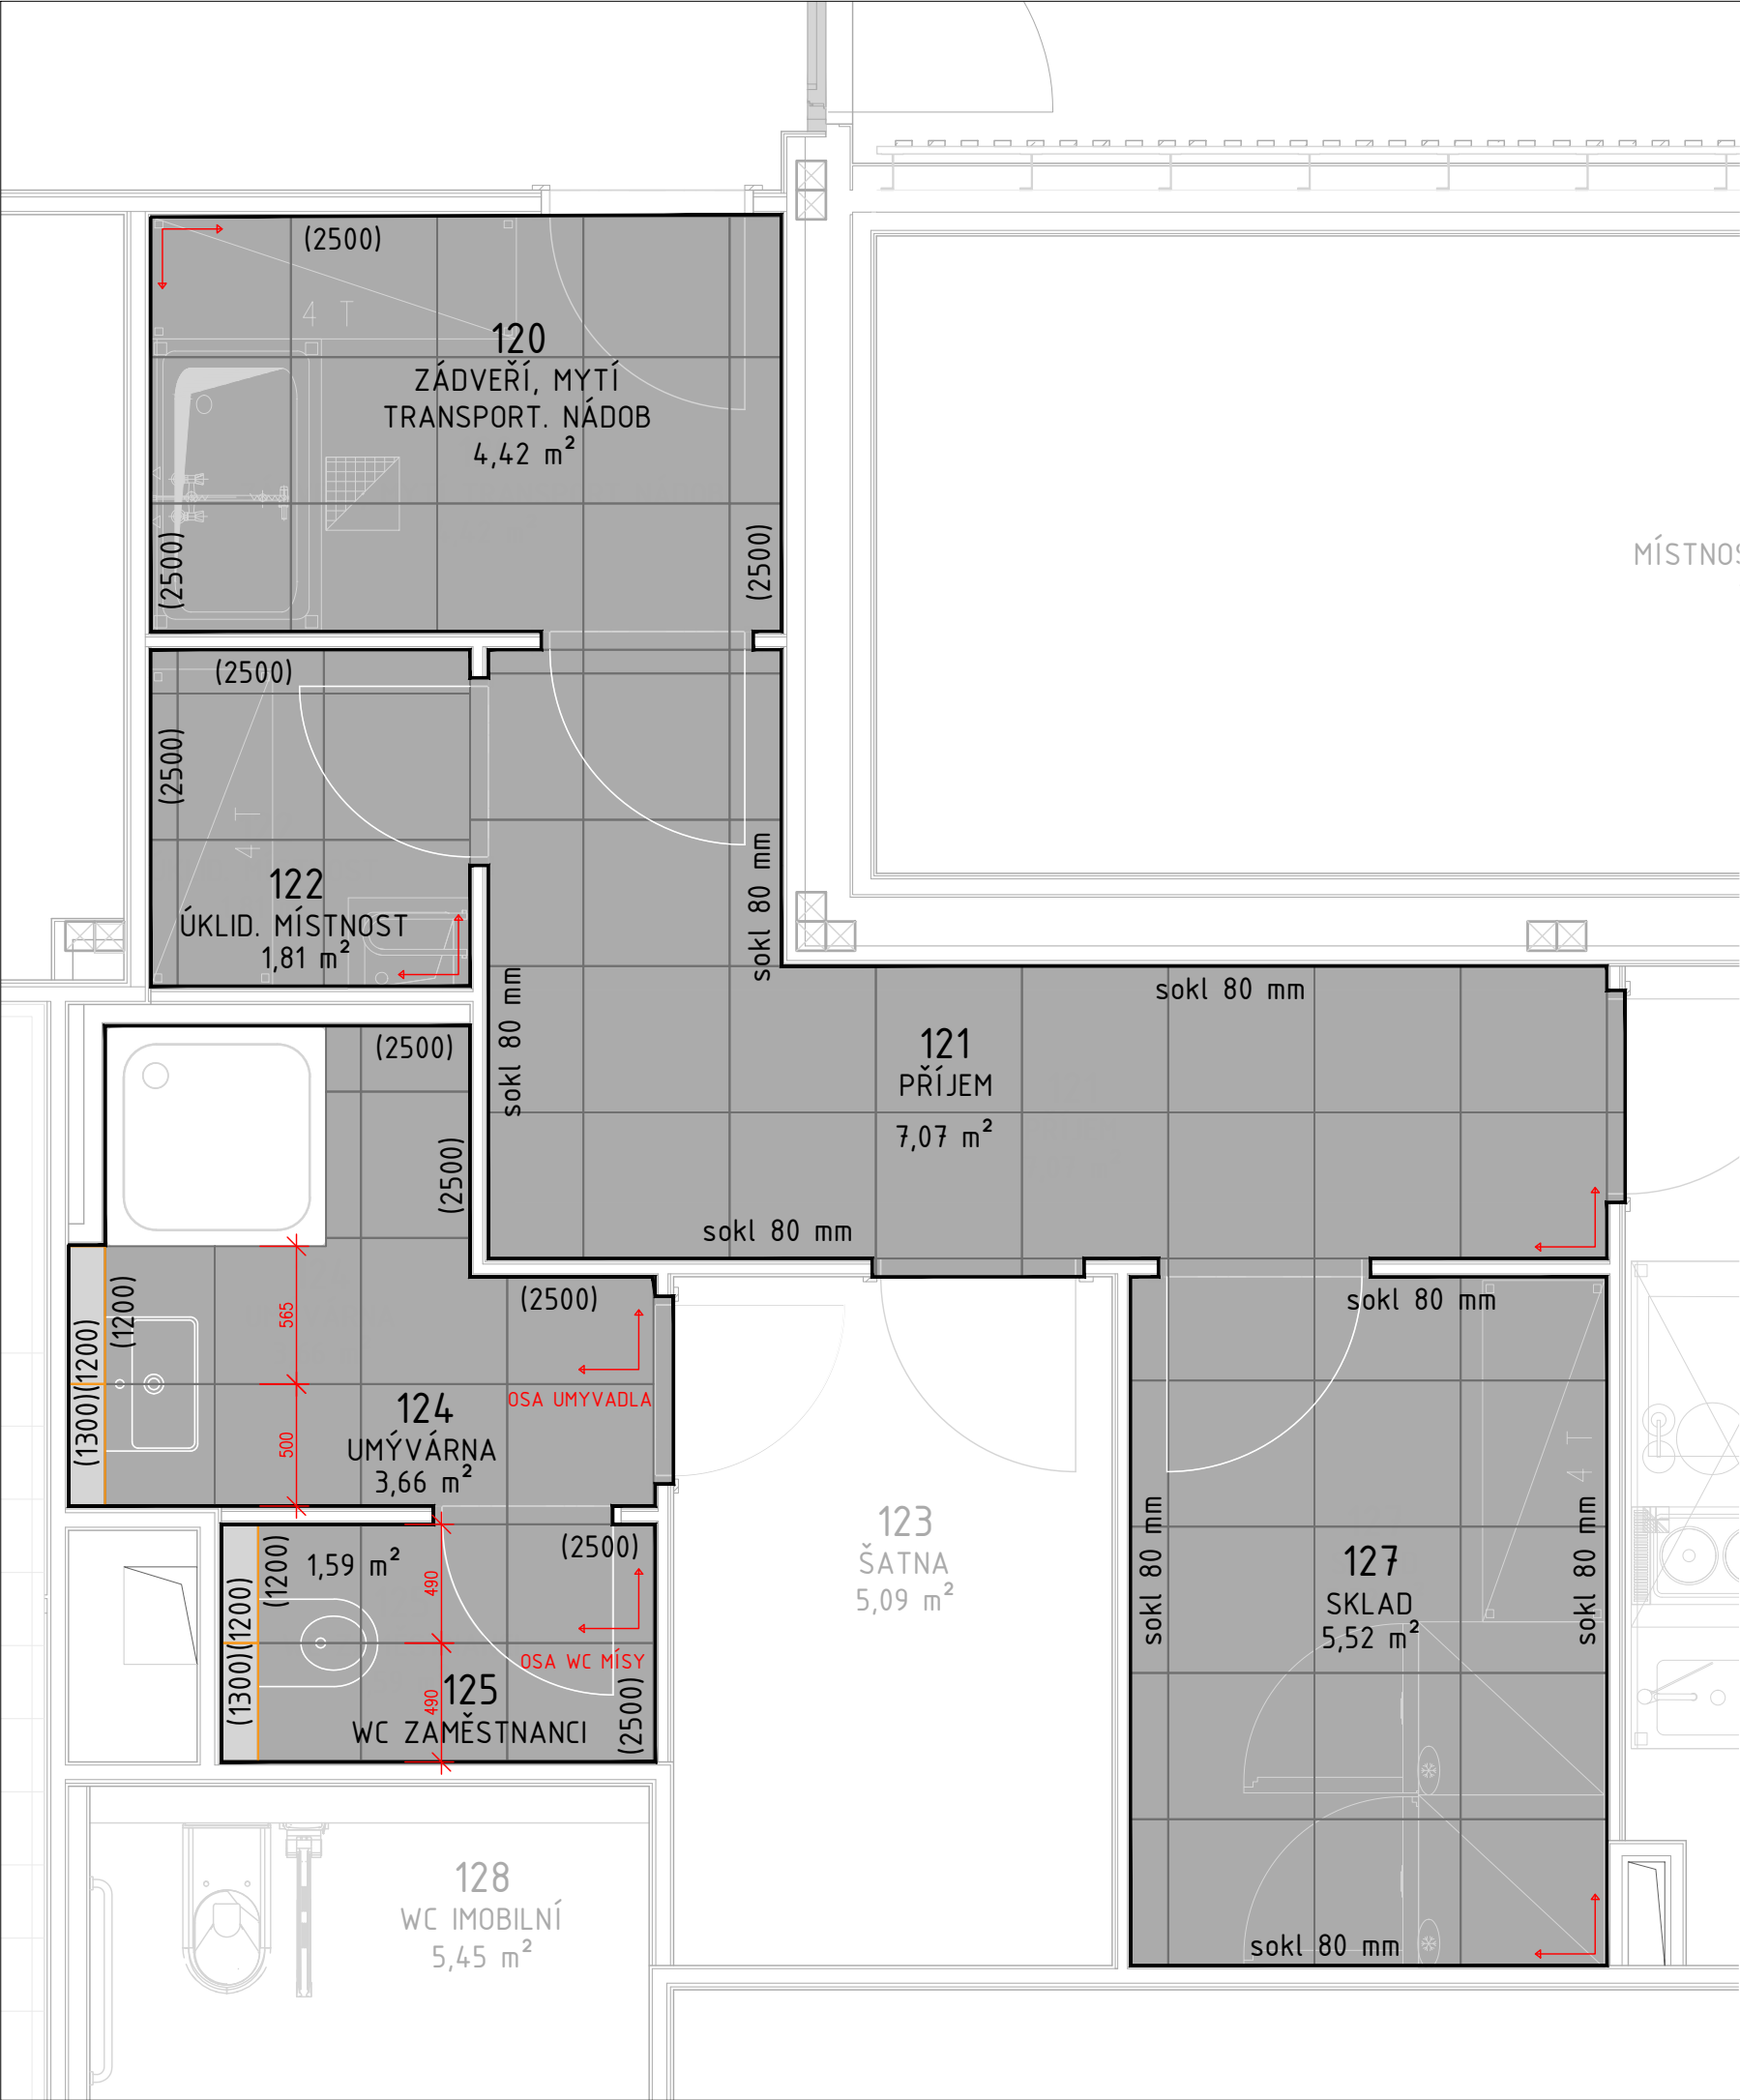 (2500)
4 T
120
ZÁDVEŘÍ, MYTÍ
TRANSPORT. NÁDOB
4,42 m²
(2500)
(2500)
MÍSTNOS
(2500)
(2500)
4 T
122
ÚKLID. MÍSTNOST
1,81 m²
sokl 80 mm
sokl 80 mm
sokl 80 mm
121
PŘÍJEM
7,07 m²
sokl 80 mm
(2500)
(2500)
(2500)
(1200)
(1200)
(1300)
565
500
OSA UMYVADLA
124
UMÝVÁRNA
3,66 m²
sokl 80 mm
4 T
sokl 80 mm
sokl 80 mm
127
SKLAD
5,52 m²
sokl 80 mm
123
ŠATNA
5,09 m²
(1200)
1,59 m²
(2500)
490
(1200)
(1300)
OSA WC MÍSY
490
125
WC ZAMĚSTNANCI
(2500)
128
WC IMOBILNÍ
5,45 m²